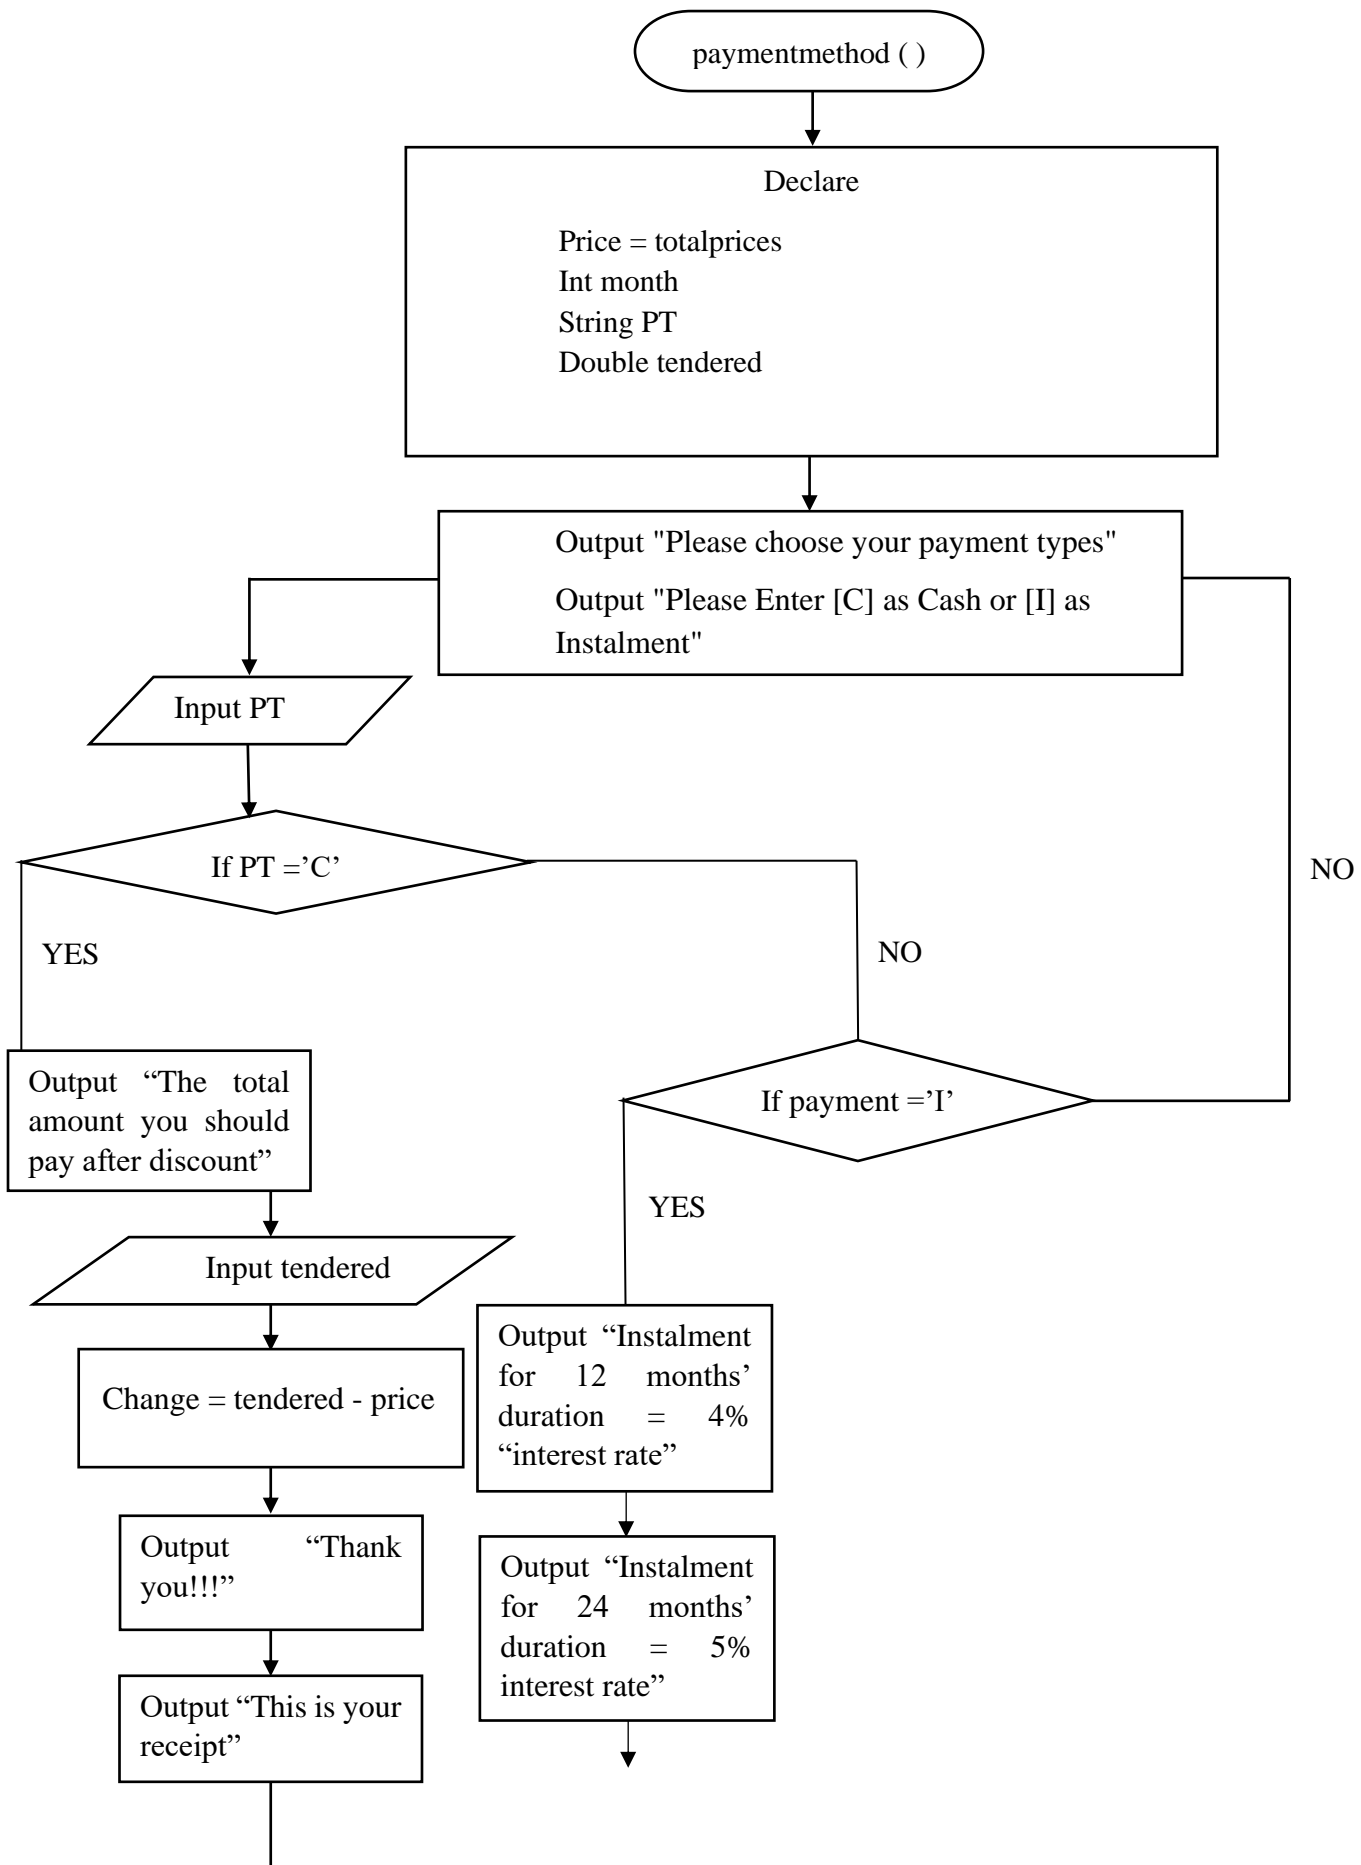 paymentmethod ( )
Declare
Price = totalprices
Int month
String PT
Double tendered
Output "Please choose your payment types"
Output "Please Enter [C] as Cash or [I] as
Instalment"
Input PT
If PT =’C’
NO
YES
NO
Output “The total
amount you should
pay after discount”
If payment =’I’
YES
Input tendered
Change = tendered - price
Output “Instalment
for 12 months’
duration = 4%
“interest rate”
Output “Thank
you!!!”
Output “Instalment
for 24 months’
duration = 5%
interest rate”
Output “This is your
receipt”